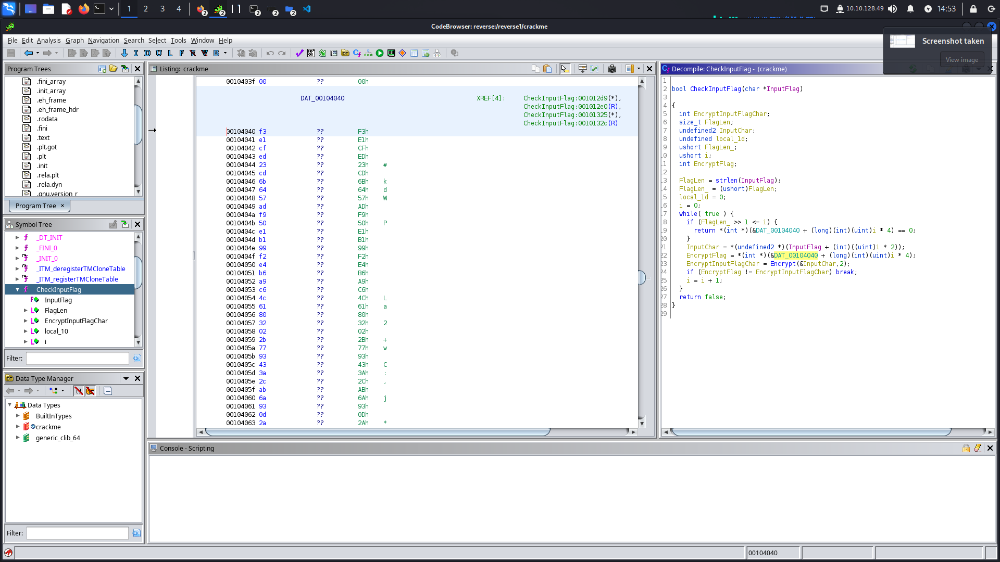 1 2 3 4
2 2 2 2 2
10.10.128.49
14:53
CodeBrowser: reverse:/reverse1/crackme
File Edit Analysis Graph Navigation Search Select Tools Window Help
I D U L F F V B
Screenshot taken
View image
Program Trees
.fini_array
.init_array
.eh_frame
.eh_frame_hdr
.rodata
.fini
.text
.plt.got
.plt
.init
.rela.plt
.rela.dyn
.gnu.version_r
Program Tree ×
Symbol Tree
_DT_INIT
_FINI_0
_INIT_0
_ITM_deregisterTMCloneTable
_ITM_registerTMCloneTable
CheckInputFlag
InputFlag
FlagLen
EncryptInputFlagChar
local_10
i
Filter:
Data Type Manager
Data Types
BuiltInTypes
crackme
generic_clib_64
Filter:
Listing: crackme
0010403f 00 ?? 00h
DAT_00104040 XREF[4]: CheckInputFlag:001012d9(*),
CheckInputFlag:001012e0(R),
CheckInputFlag:00101325(*),
CheckInputFlag:0010132c(R)
00104040 f3 ?? F3h
00104041 e1 ?? E1h
00104042 cf ?? CFh
00104043 ed ?? EDh
00104044 23 ?? 23h #
00104045 cd ?? CDh
00104046 6b ?? 6Bh k
00104047 64 ?? 64h d
00104048 57 ?? 57h W
00104049 ad ?? ADh
0010404a f9 ?? F9h
0010404b 50 ?? 50h P
0010404c e1 ?? E1h
0010404d b1 ?? B1h
0010404e 99 ?? 99h
0010404f f2 ?? F2h
00104050 e4 ?? E4h
00104051 b6 ?? B6h
00104052 a9 ?? A9h
00104053 c6 ?? C6h
00104054 4c ?? 4Ch L
00104055 61 ?? 61h a
00104056 80 ?? 80h
00104057 32 ?? 32h 2
00104058 02 ?? 02h
00104059 2b ?? 2Bh +
0010405a 77 ?? 77h w
0010405b 93 ?? 93h
0010405c 43 ?? 43h C
0010405d 3a ?? 3Ah :
0010405e 2c ?? 2Ch ,
0010405f ab ?? ABh
00104060 6a ?? 6Ah j
00104061 93 ?? 93h
00104062 0d ?? 0Dh
00104063 2a ?? 2Ah *
Decompile: CheckInputFlag - (crackme)
1
2 bool CheckInputFlag(char *InputFlag)
3
4 {
5 int EncryptInputFlagChar;
6 size_t FlagLen;
7 undefined2 InputChar;
8 undefined local_1d;
9 ushort FlagLen_;
10 ushort i;
11 int EncryptFlag;
12
13 FlagLen = strlen(InputFlag);
14 FlagLen_ = (ushort)FlagLen;
15 local_1d = 0;
16 i = 0;
17 while( true ) {
18 if (FlagLen_ >> 1 <= i) {
19 return *(int *)(&DAT_00104040 + (long)(int)(uint)i * 4) == 0;
20 }
21 InputChar = *(undefined2 *)(InputFlag + (int)((uint)i * 2));
22 EncryptFlag = *(int *)(&DAT_00104040 + (long)(int)(uint)i * 4);
23 EncryptInputFlagChar = Encrypt(&InputChar,2);
24 if (EncryptFlag != EncryptInputFlagChar) break;
25 i = i + 1;
26 }
27 return false;
28 }
29
Console - Scripting
00104040